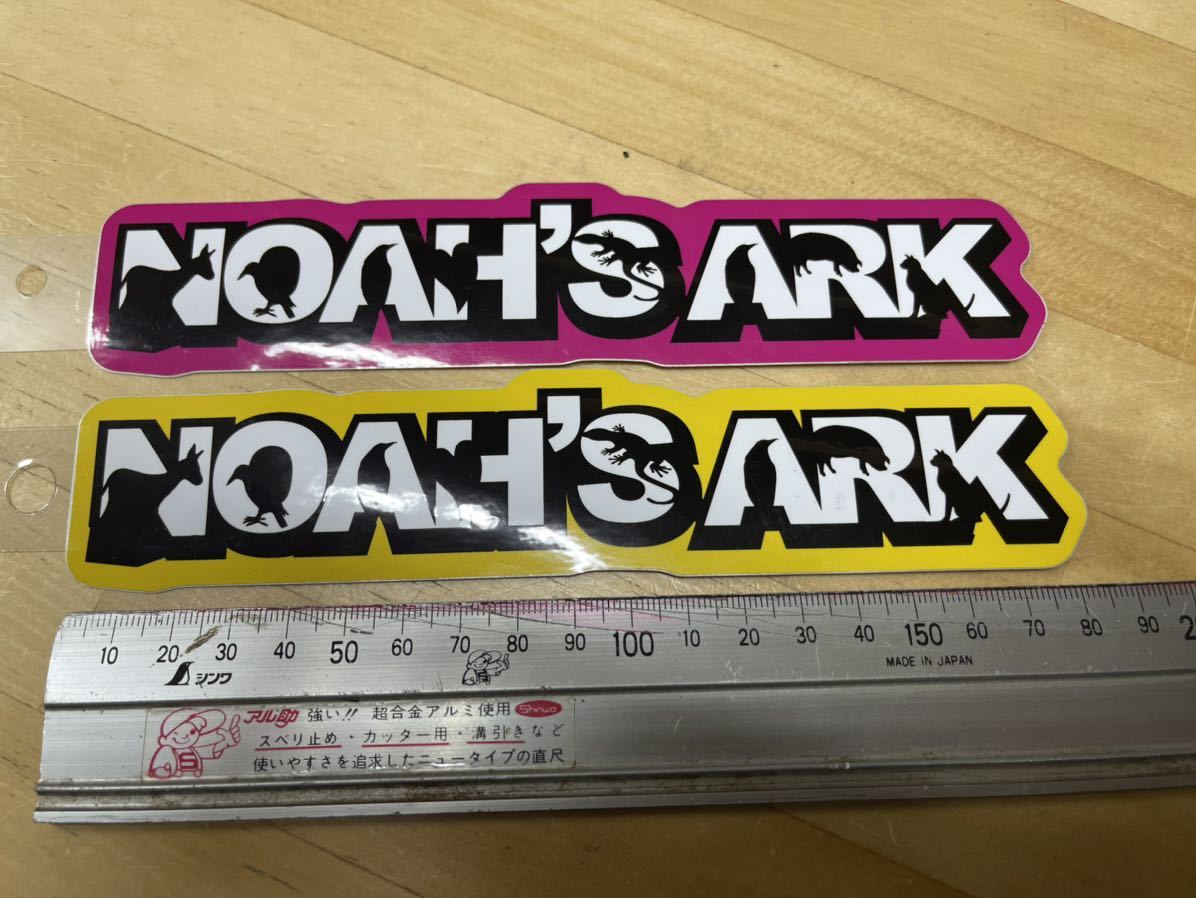 NOAH'S ARK
NOAH'S ARK
10 20 30 40 50 60 70 80 90 100 10 20 30 40 150 60 70 80 90
シンワ
MADE IN JAPAN
アル助 強い!! 超合金アルミ使用 Shinwa
スベリ止め・カッター用・溝引きなど
使いやすさを追求したニュータイプの直尺